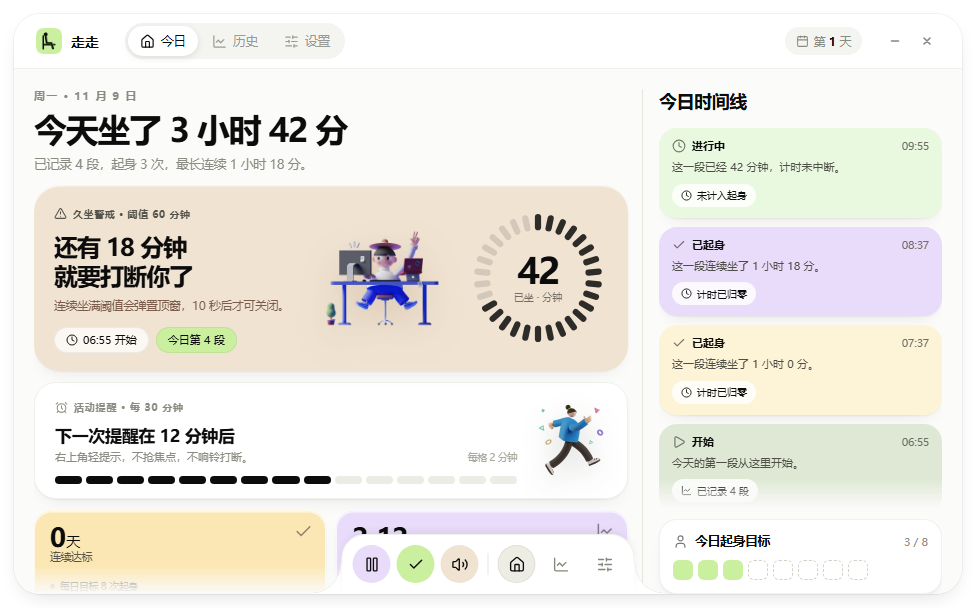 走走
今日
历史
设置
第 1 天
周一 • 11 月 9 日
今天坐了 3 小时 42 分
已记录 4 段，起身 3 次，最长连续 1 小时 18 分。
久坐警戒 • 阈值 60 分钟
还有 18 分钟
就要打断你了
连续坐满阈值会弹置顶窗，10 秒后才可关闭。
06:55 开始
今日第 4 段
42
已坐 · 分钟
活动提醒 • 每 30 分钟
下一次提醒在 12 分钟后
右上角轻提示，不抢焦点，不响铃打断。
每格 2 分钟
0天
连续达标
• 每日目标 8 次起身
今日时间线
进行中
09:55
这一段已经 42 分钟，计时未中断。
未计入起身
已起身
08:37
这一段连续坐了 1 小时 18 分。
计时已归零
已起身
07:37
这一段连续坐了 1 小时 0 分。
计时已归零
开始
06:55
今天的第一段从这里开始。
已记录 4 段
今日起身目标
3 / 8